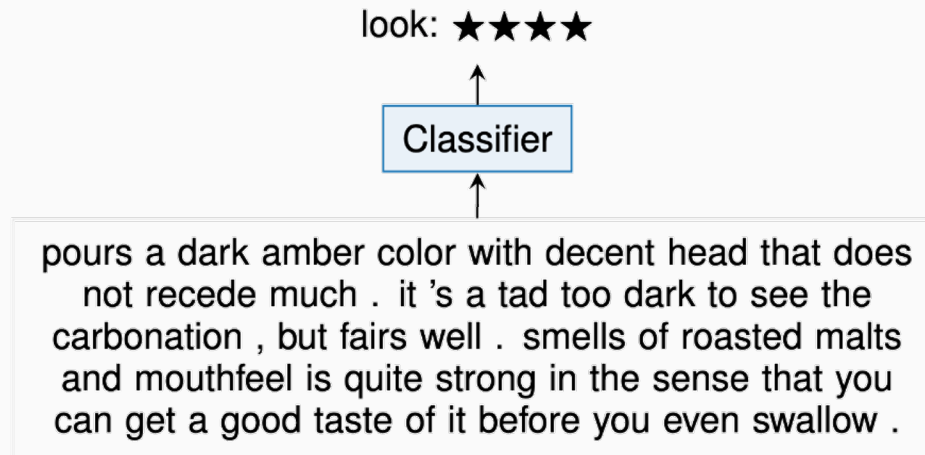 look: ★★★★
Classifier
pours a dark amber color with decent head that does
not recede much . it 's a tad too dark to see the
carbonation , but fairs well . smells of roasted malts
and mouthfeel is quite strong in the sense that you
can get a good taste of it before you even swallow .